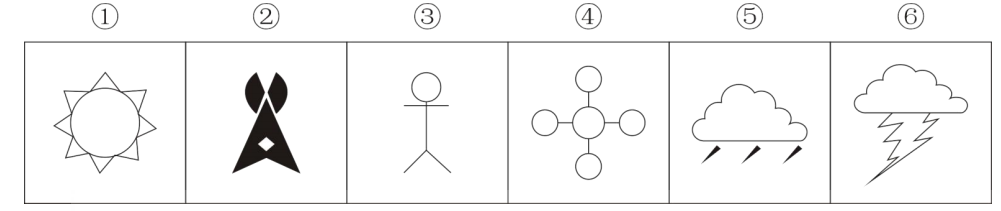 ① ② ③ ④ ⑤ ⑥